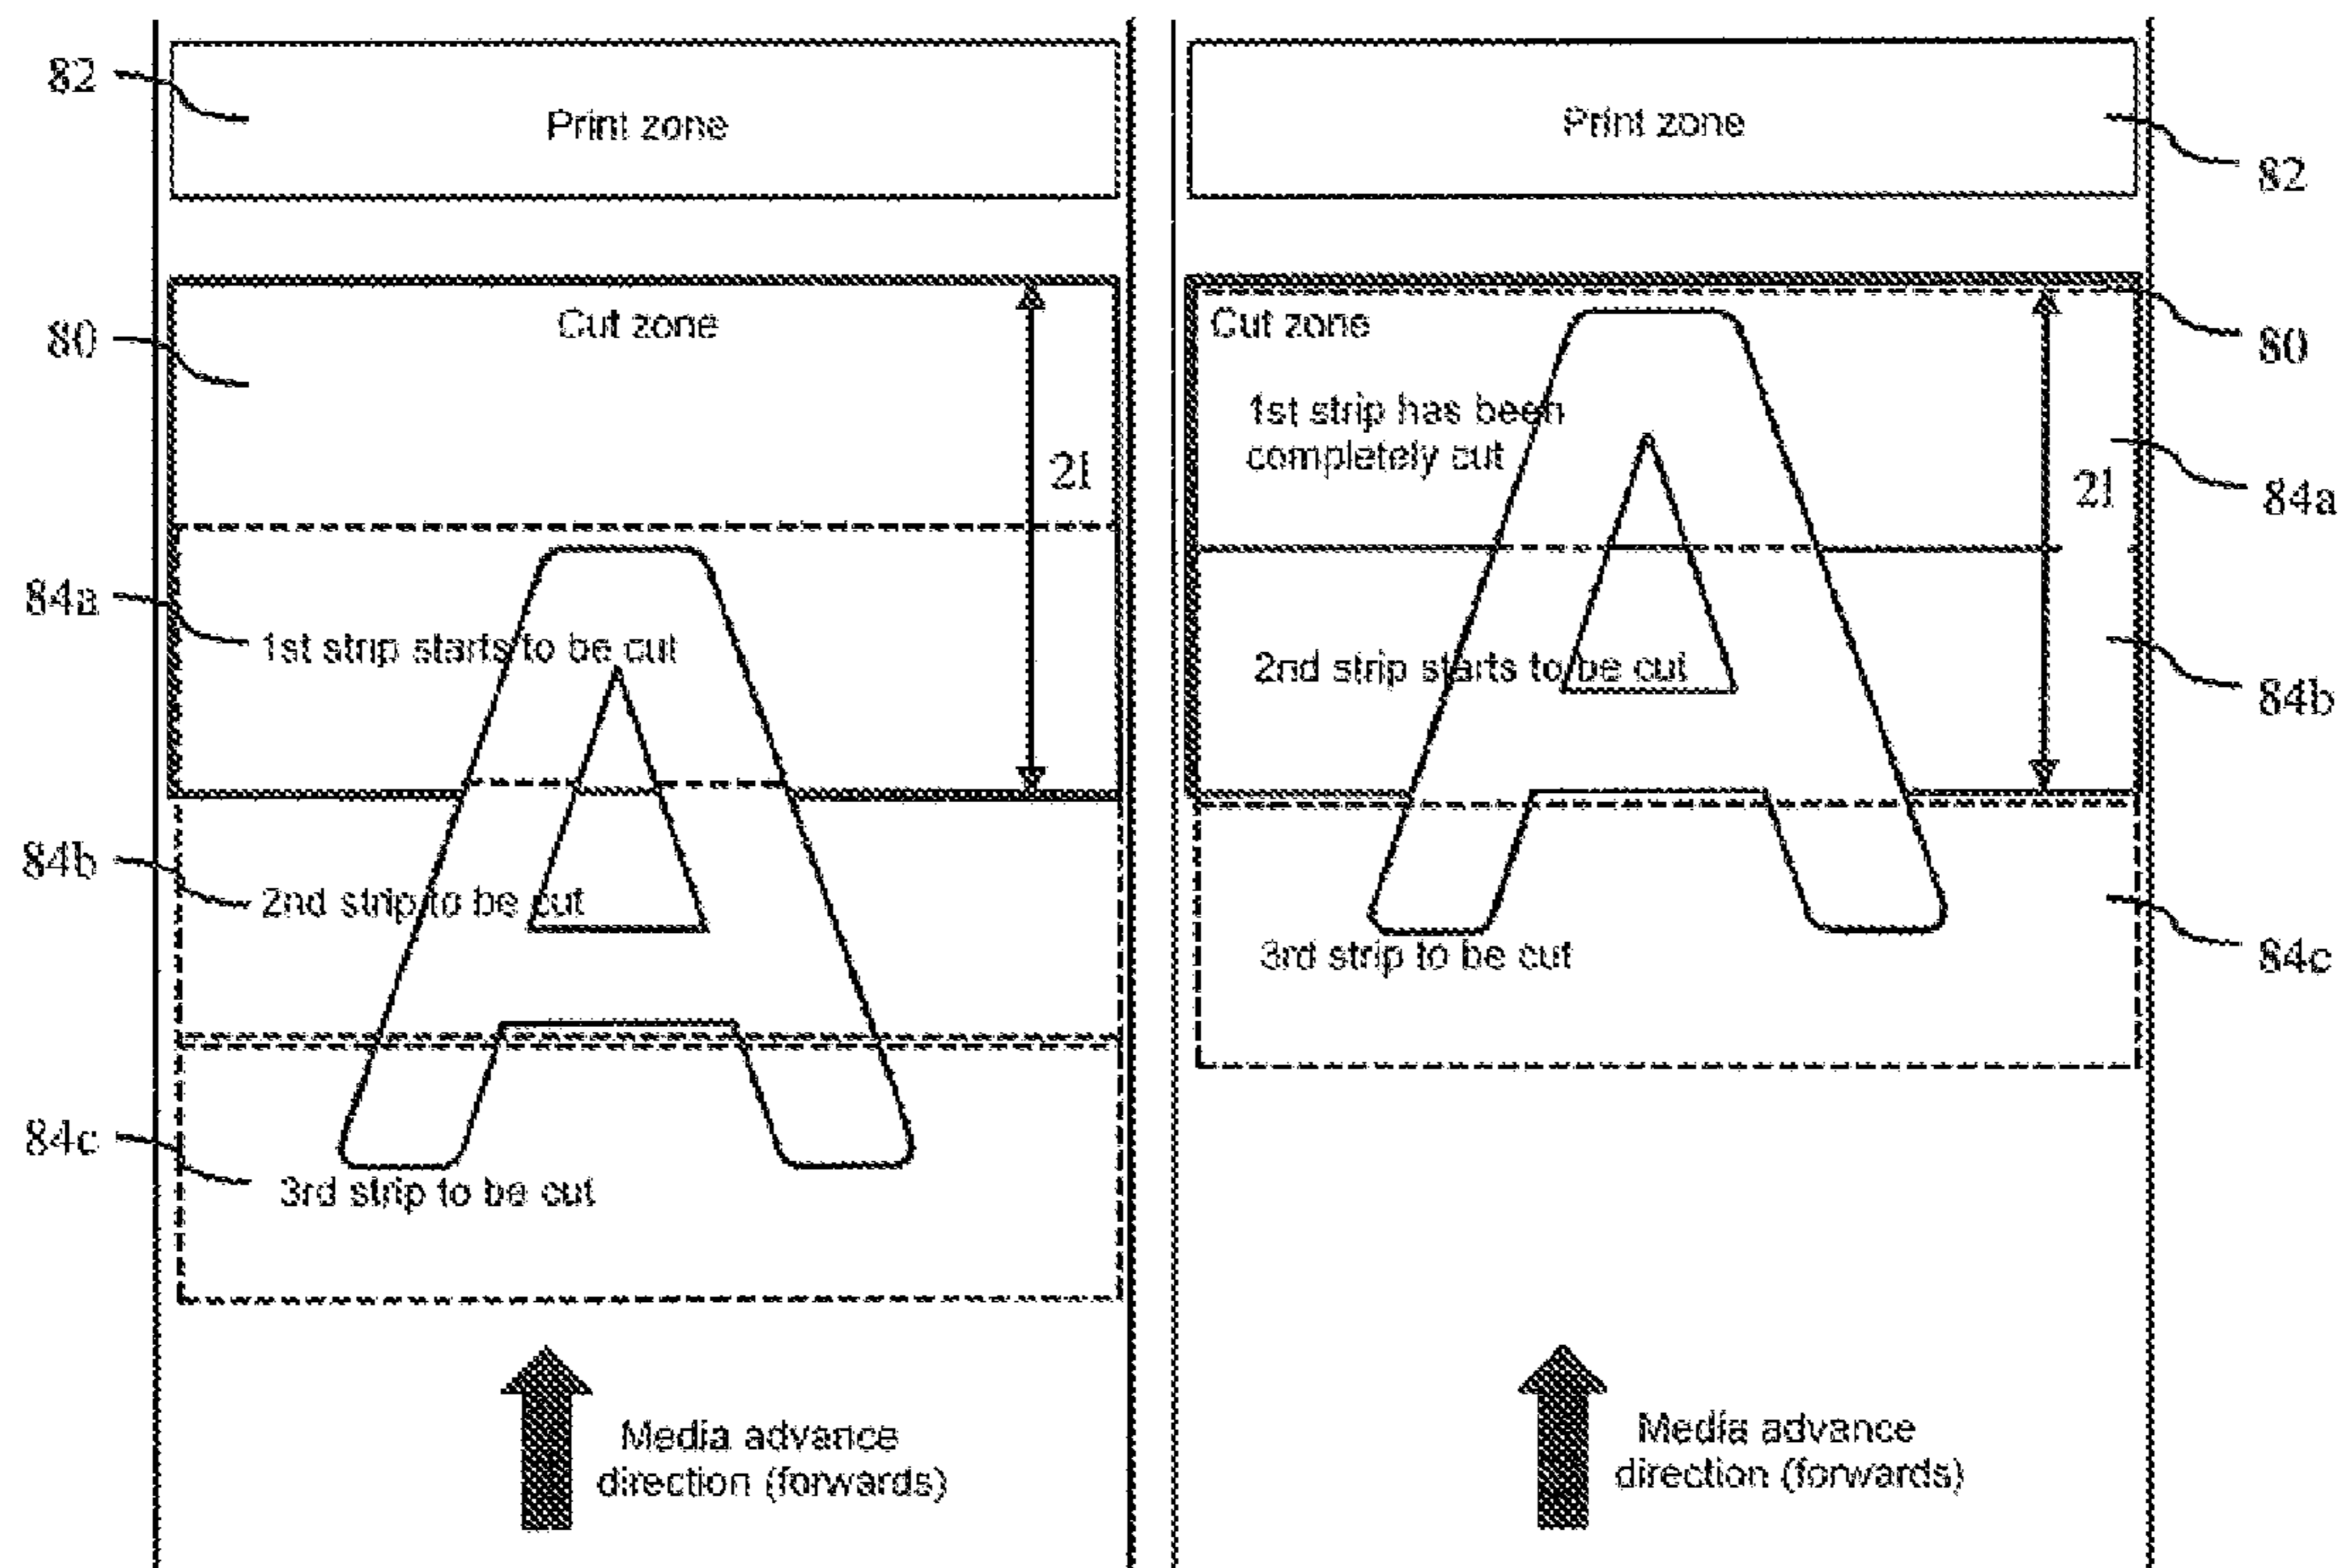 82
Print zone
Cut zone
80
2l
84a
1st strip starts to be cut
84b
2nd strip to be cut
84c
3rd strip to be cut
Media advance
direction (forwards)
Print zone
82
Cut zone
80
1st strip has been
completely cut
2l
84a
2nd strip starts to be cut
84b
3rd strip to be cut
84c
Media advance
direction (forwards)